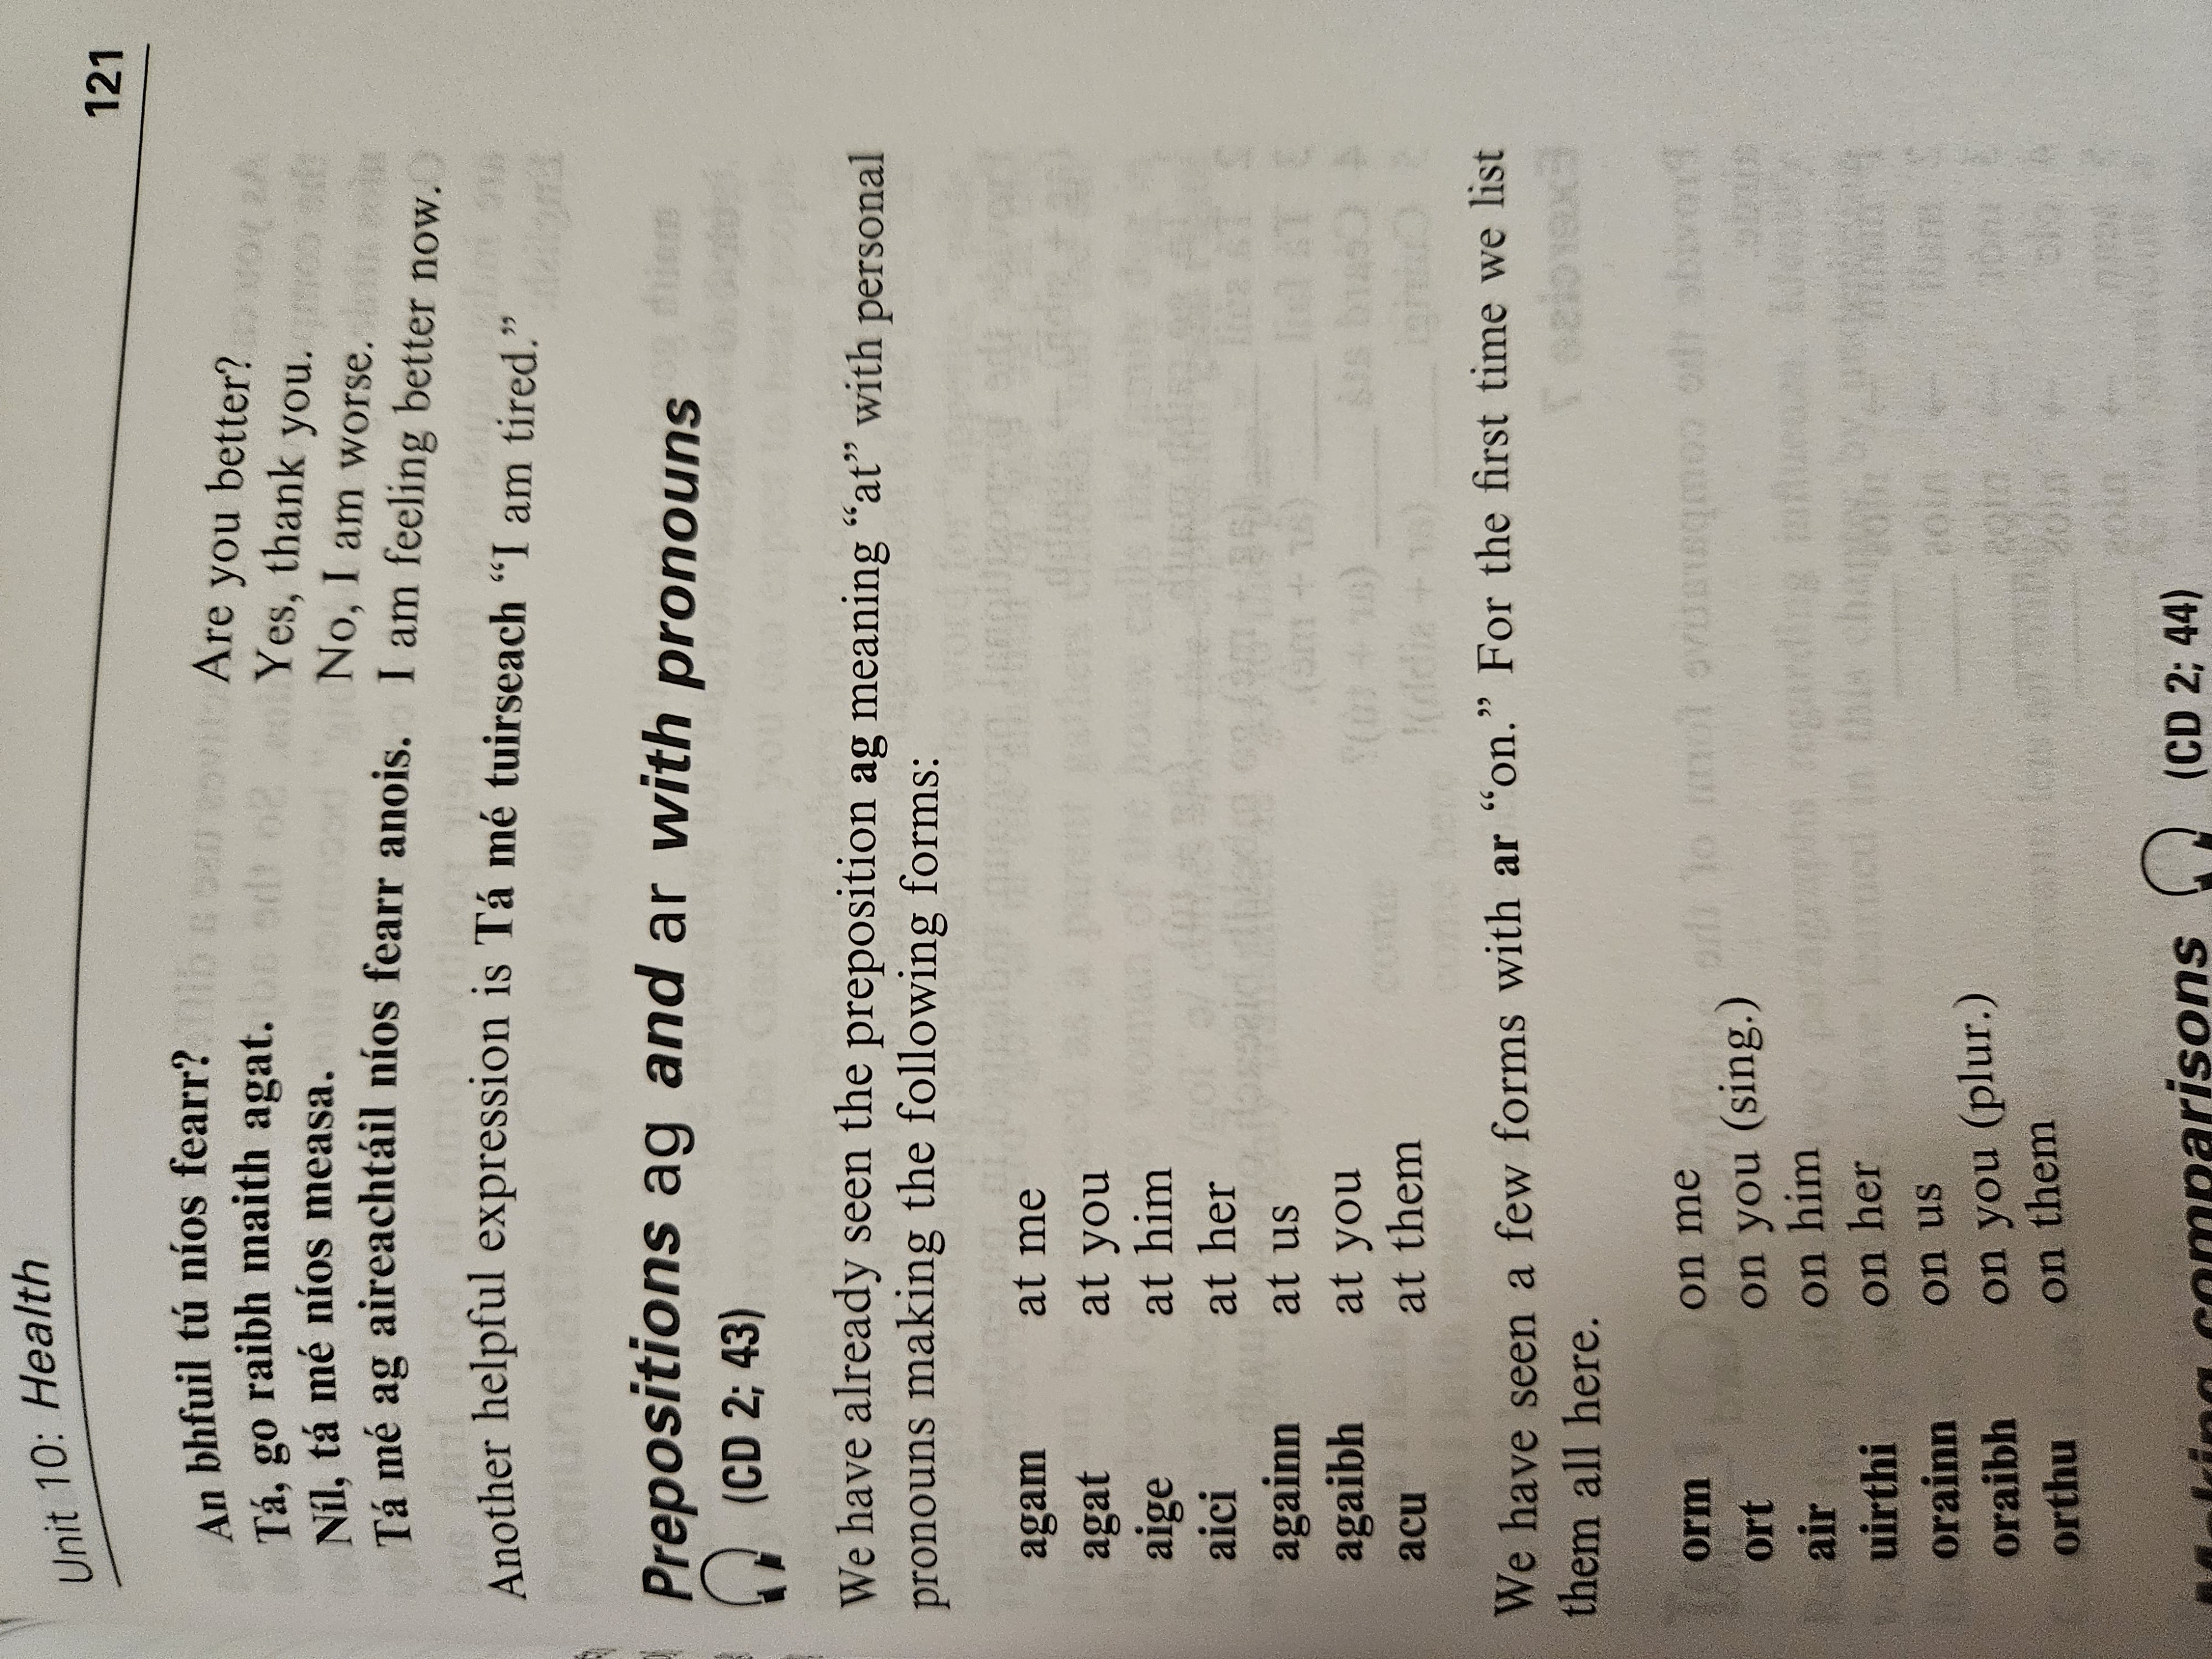 Unit 10: Health 121
An bhfuil tú níos fearr? Are you better?
Tá, go raibh maith agat. Yes, thank you.
Níl, tá mé níos measa. No, I am worse.
Tá mé ag aireachtáil níos fearr anois. I am feeling better now.
Another helpful expression is Tá mé tuirseach “I am tired.”
Prepositions ag and ar with pronouns
(CD 2; 43)
We have already seen the preposition ag meaning “at” with personal
pronouns making the following forms:
agam at me
agat at you
aige at him
aici at her
againn at us
agaibh at you
acu at them
We have seen a few forms with ar “on.” For the first time we list
them all here.
orm on me
ort on you (sing.)
air on him
uirthi on her
orainn on us
oraibh on you (plur.)
orthu on them
Making comparisons (CD 2; 44)